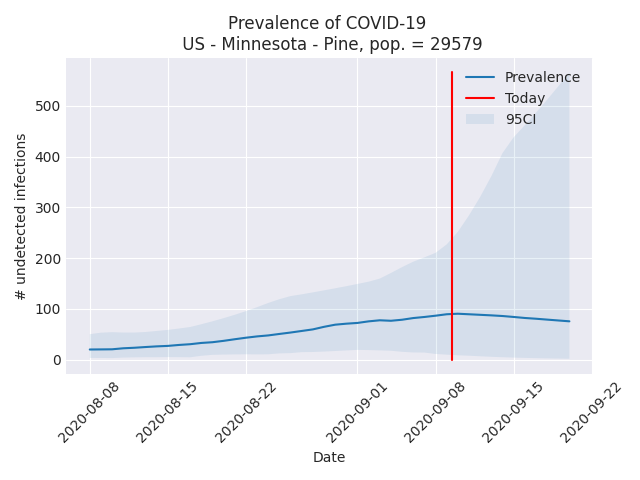 Prevalence of COVID-19
US - Minnesota - Pine, pop. = 29579
Prevalence
Today
95CI
# undetected infections
500
400
300
200
100
0
2020-08-08
2020-08-15
2020-08-22
2020-09-01
2020-09-08
2020-09-15
2020-09-22
Date